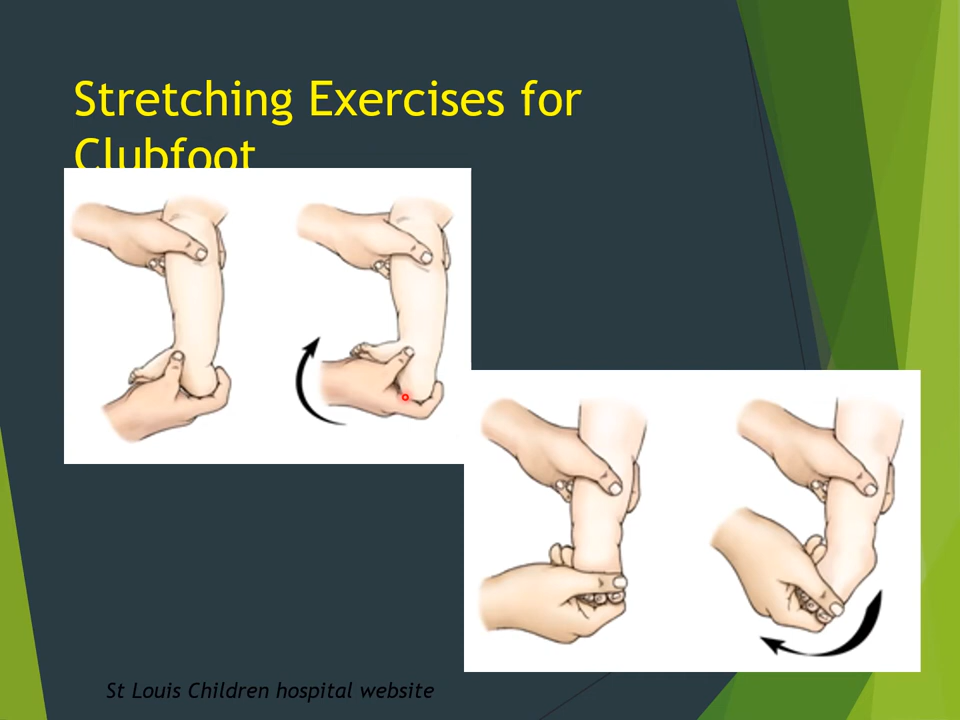 Stretching Exercises for
Clubfoot
St Louis Children hospital website